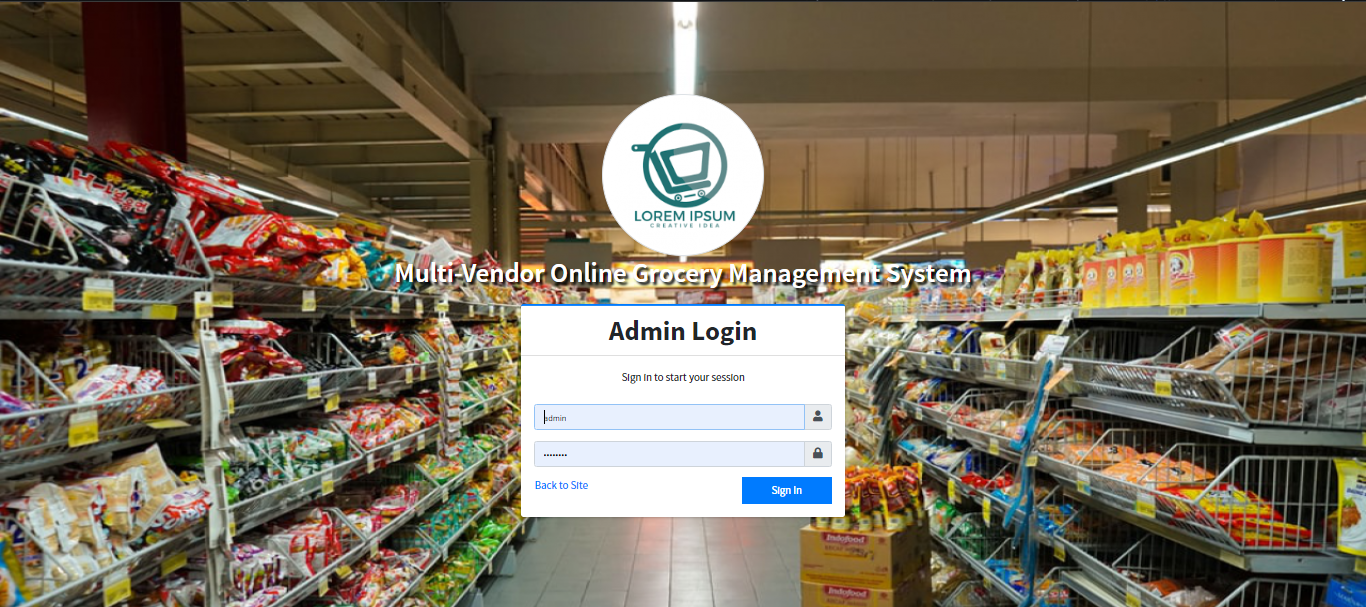 LOREM IPSUM
CREATIVE IDEA
Multi-Vendor Online Grocery Management System
Admin Login
Sign in to start your session
admin
••••••••
Back to Site
Sign In
Indofood
Indofood